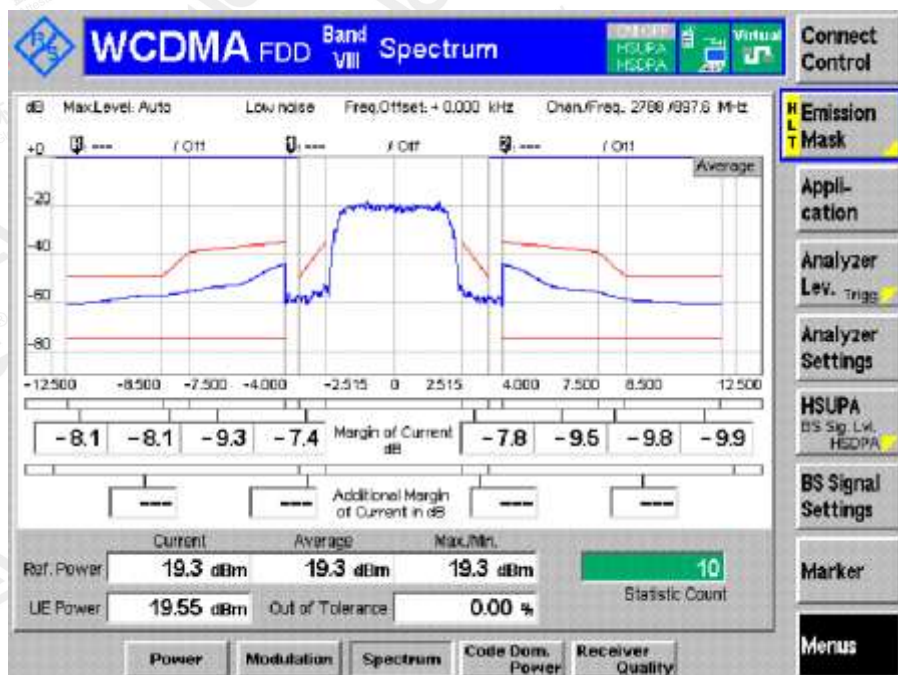 R&S
WCDMA FDD Band VIII Spectrum
HSUPA
HSDPA
Virtual
Connect Control
dB Max.Level: Auto Low noise Freq.Offset: + 0.000 kHz Chan./Freq. 2788 /897.6 MHz
HLT
Emission Mask
+0 --- / Off 1 --- / Off 2 --- / Off
Average
Appli-cation
-20
-40
Analyzer Lev. Trigg
-60
Analyzer Settings
-80
-12.500 -8.500 -7.500 -4.000 -2.515 0 2.515 4.000 7.500 8.500 12.500
HSUPA
BS Sig. Lvl.
HSDPA
-8.1 -8.1 -9.3 -7.4 Margin of Current dB -7.8 -9.5 -9.8 -9.9
BS Signal Settings
--- --- Additional Margin of Current in dB --- ---
Current Average Max./Min.
Ref. Power 19.3 dBm 19.3 dBm 19.3 dBm 10
Statistic Count
Marker
UE Power 19.55 dBm Out of Tolerance 0.00 %
Menus
Power Modulation Spectrum Code Dom. Power Receiver Quality